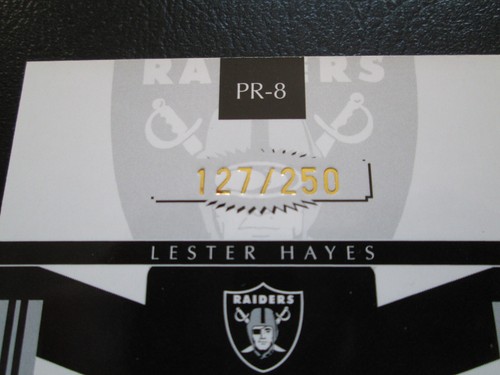 RAIDERS
PR-8
127/250
LESTER HAYES
RAIDERS